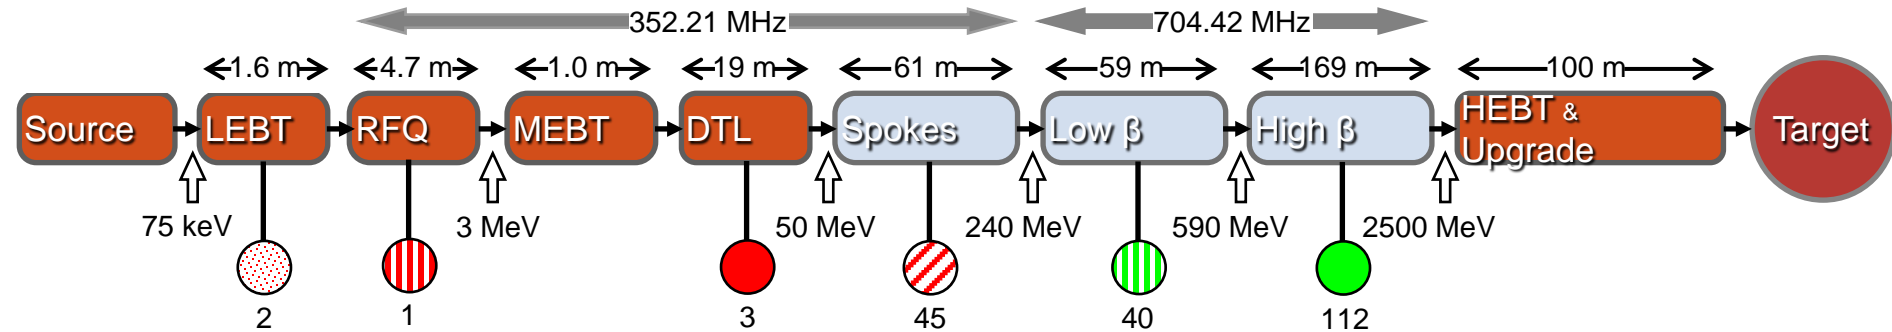 352.21 MHz
704.42 MHz
1.6 m
4.7 m
1.0 m
19 m
61 m
59 m
169 m
100 m
Source
LEBT
RFQ
MEBT
DTL
Spokes
Low β
High β
HEBT &
Upgrade
Target
75 keV
3 MeV
50 MeV
240 MeV
590 MeV
2500 MeV
2
1
3
45
40
112